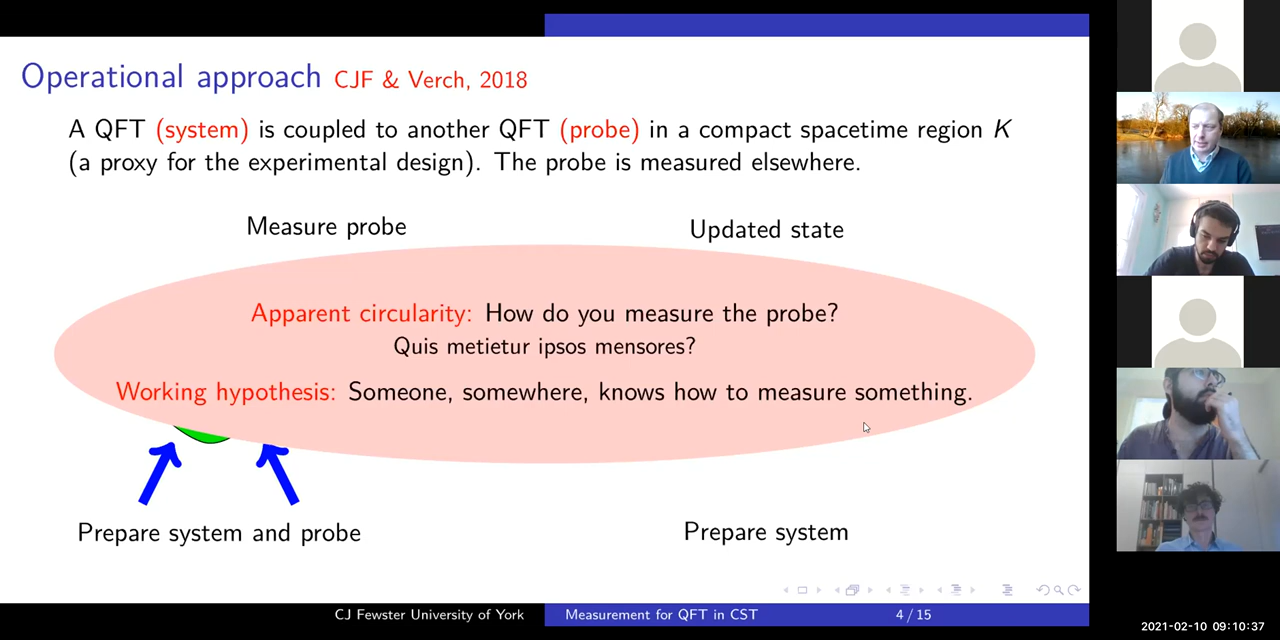 Operational approach CJF & Verch, 2018
A QFT (system) is coupled to another QFT (probe) in a compact spacetime region K
(a proxy for the experimental design). The probe is measured elsewhere.
Measure probe
Updated state
Apparent circularity: How do you measure the probe?
Quis metietur ipsos mensores?
Working hypothesis: Someone, somewhere, knows how to measure something.
Prepare system and probe
Prepare system
CJ Fewster University of York
Measurement for QFT in CST
4 / 15
2021-02-10 09:10:37